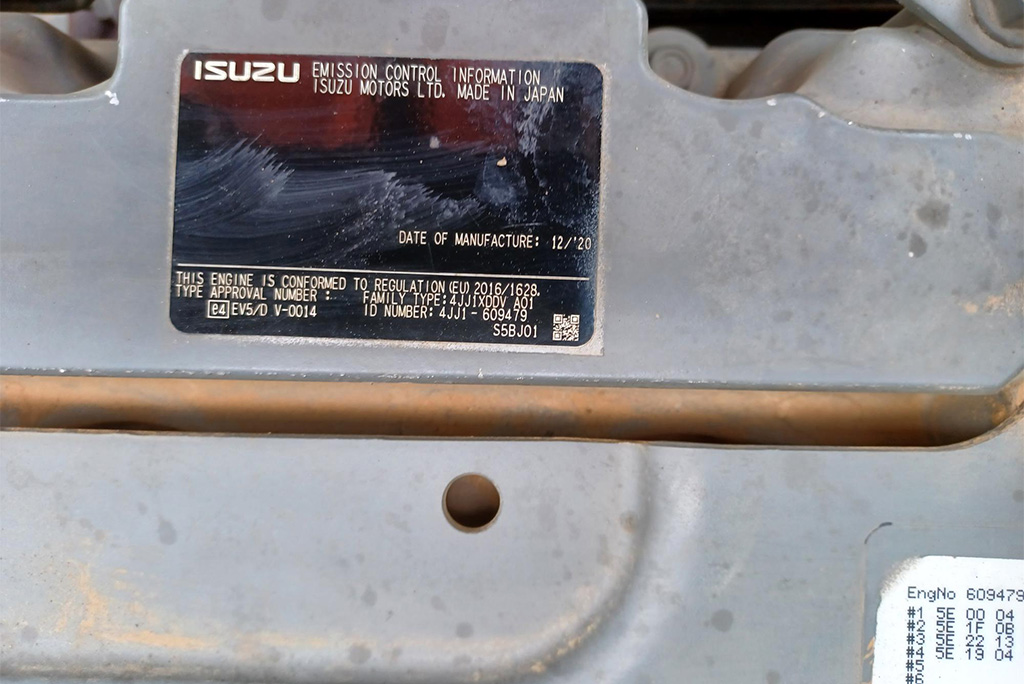 ISUZU EMISSION CONTROL INFORMATION
ISUZU MOTORS LTD. MADE IN JAPAN
DATE OF MANUFACTURE: 12/'20
THIS ENGINE IS CONFORMED TO REGULATION (EU) 2016/1628.
TYPE APPROVAL NUMBER : FAMILY TYPE: 4JJ1XDDV A01
e4 EV5/D V-0014 ID NUMBER: 4JJ1 - 609479
S5BJ01
EngNo 609479
#1 5E 00 04
#2 5E 1F 0B
#3 5E 22 13
#4 5E 19 04
#5
#6